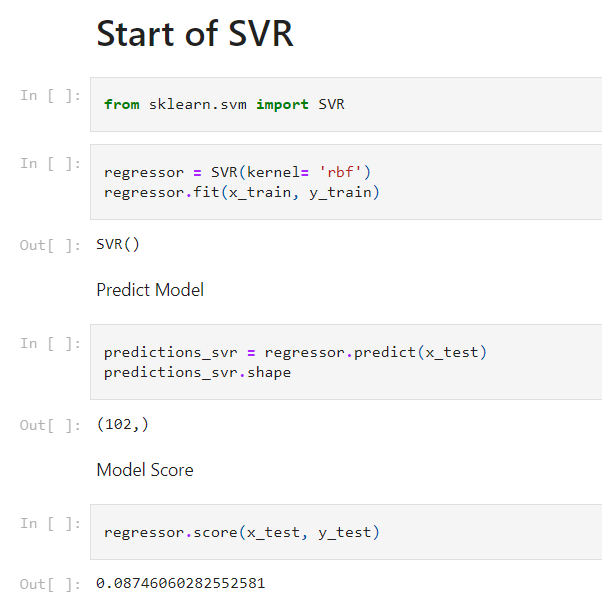 Start of SVR
In [ ]: from sklearn.svm import SVR
In [ ]: regressor = SVR(kernel= 'rbf')
regressor.fit(x_train, y_train)
Out[ ]: SVR()
Predict Model
In [ ]: predictions_svr = regressor.predict(x_test)
predictions_svr.shape
Out[ ]: (102,)
Model Score
In [ ]: regressor.score(x_test, y_test)
Out[ ]: 0.08746060282552581